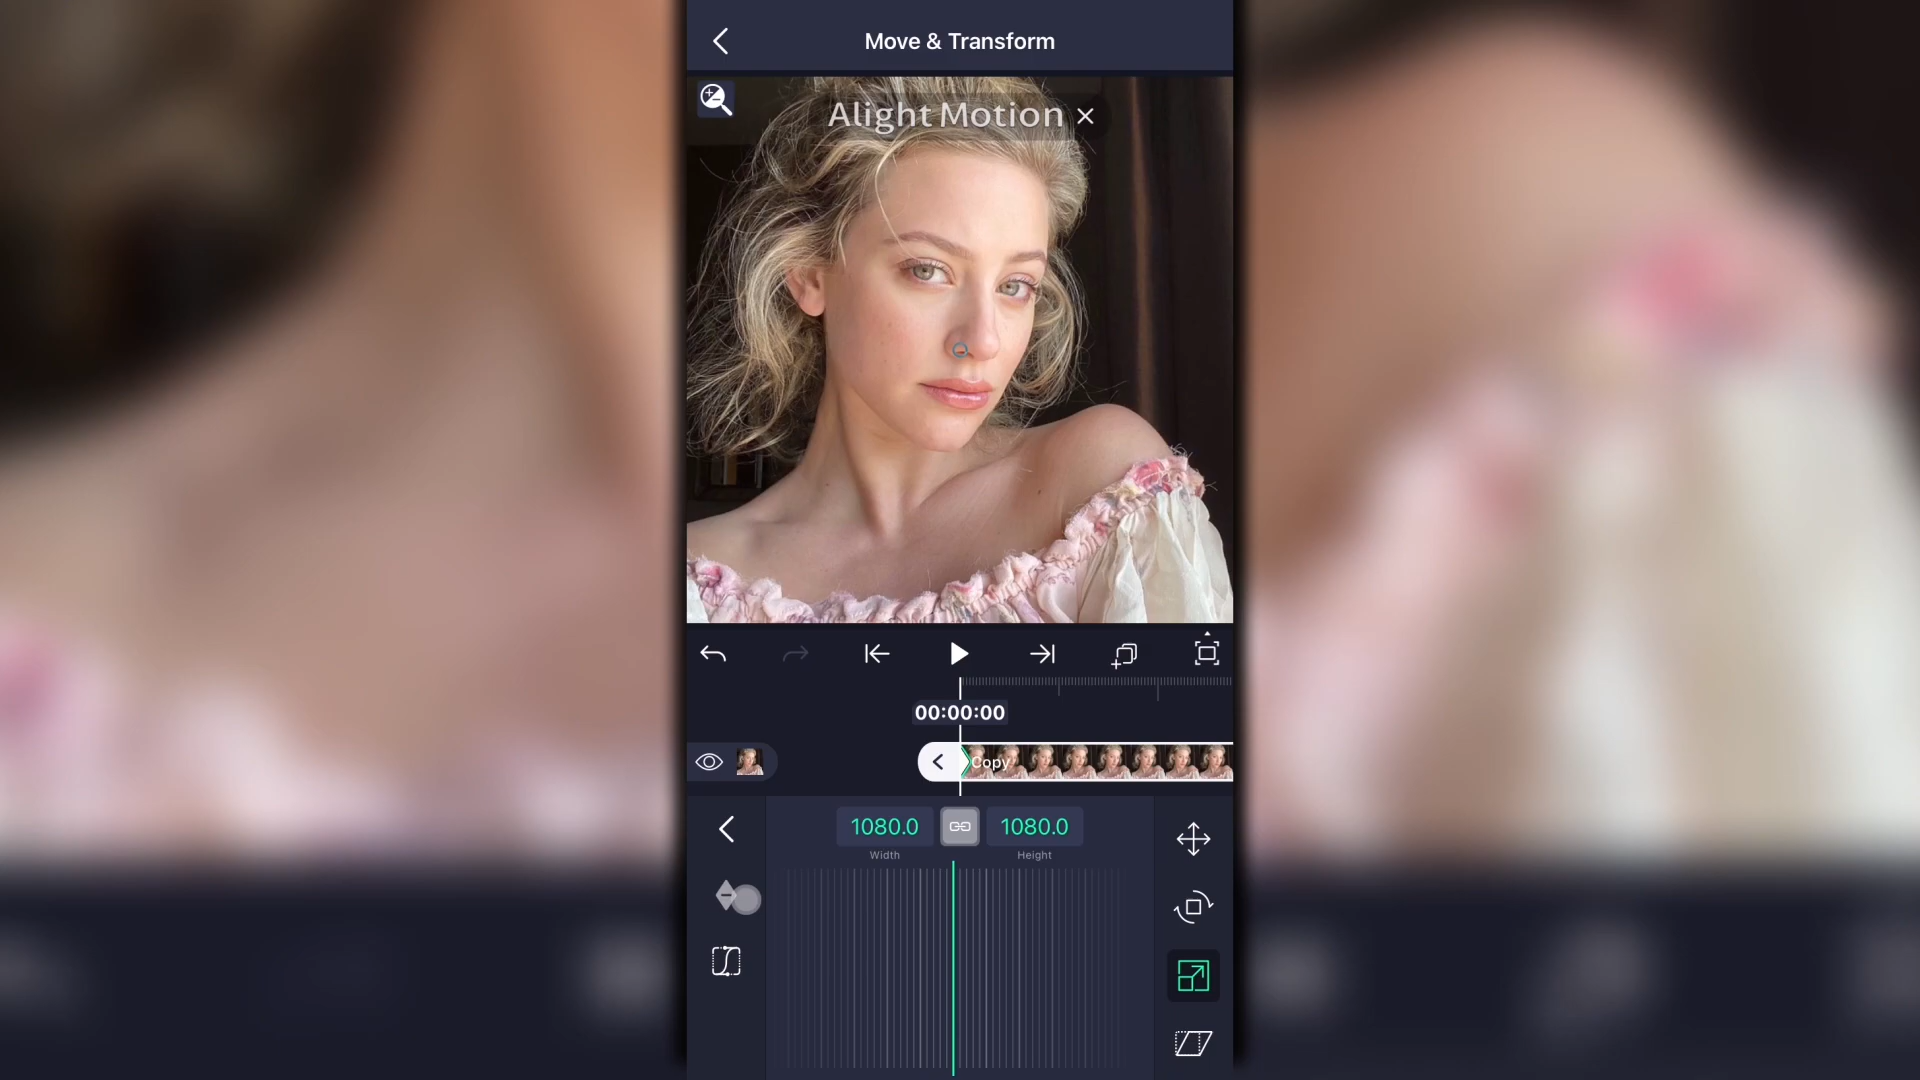 Move & Transform
Alight Motion
00:00:00
Copy
1080.0 1080.0
Width Height